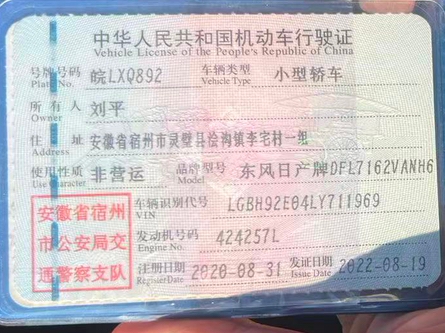 中华人民共和国机动车行驶证
Vehicle License of the People's Republic of China
号牌号码 皖LXQ892 车辆类型 小型轿车
Plate No. Vehicle Type
所有人 刘平
Owner
住址 安徽省宿州市灵璧县浍沟镇李宅村一组
Address
使用性质 非营运 品牌型号 东风日产牌DFL7162VANH6
Use Character Model
车辆识别代号 LGBH92E04LY711969
VIN
发动机号码 424257L
Engine No.
注册日期 2020-08-31 发证日期 2022-08-19
Register Date Issue Date
安徽省宿州
市公安局交
通警察支队